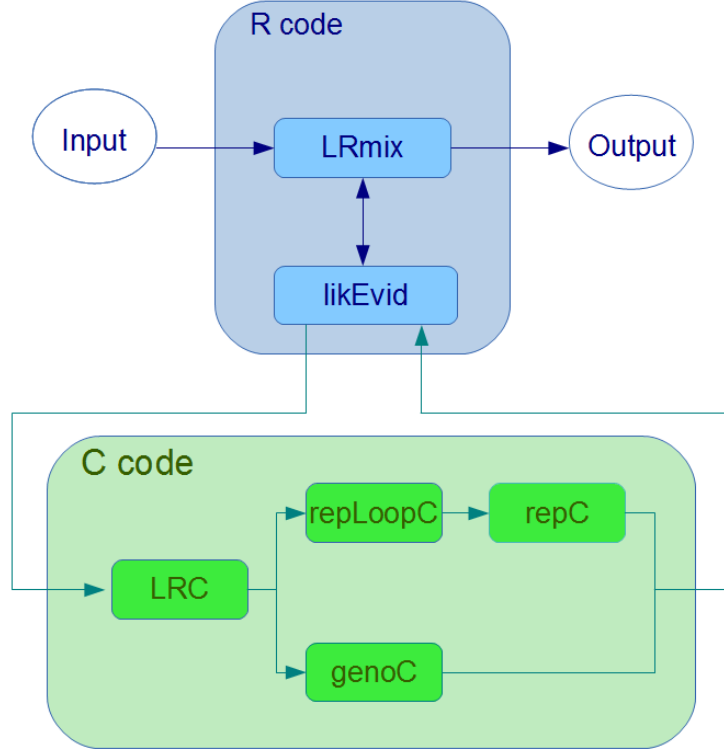 R code
Input
LRmix
Output
likEvid
C code
repLoopC
repC
LRC
genoC